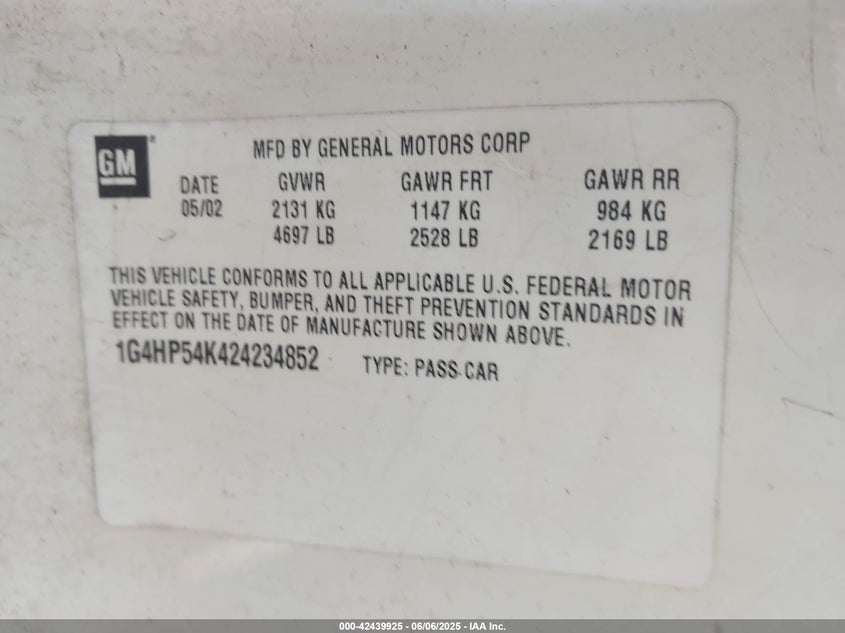 GM®
MFD BY GENERAL MOTORS CORP
DATE GVWR GAWR FRT GAWR RR
05/02 2131 KG 1147 KG 984 KG
4697 LB 2528 LB 2169 LB
THIS VEHICLE CONFORMS TO ALL APPLICABLE U.S. FEDERAL MOTOR
VEHICLE SAFETY, BUMPER, AND THEFT PREVENTION STANDARDS IN
EFFECT ON THE DATE OF MANUFACTURE SHOWN ABOVE.
1G4HP54K424234852 TYPE: PASS CAR
000-42439925 - 06/06/2025 - IAA Inc.